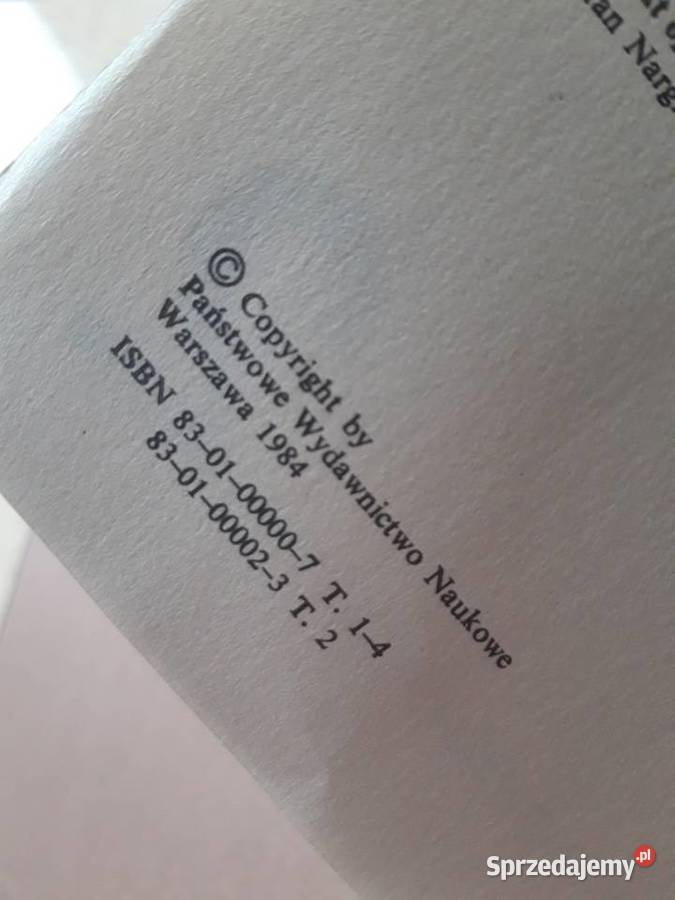 © Copyright by
Państwowe Wydawnictwo Naukowe
Warszawa 1984
ISBN 83-01-00000-7 T. 1-4
83-01-00002-3 T. 2
Sprzedajemy.pl